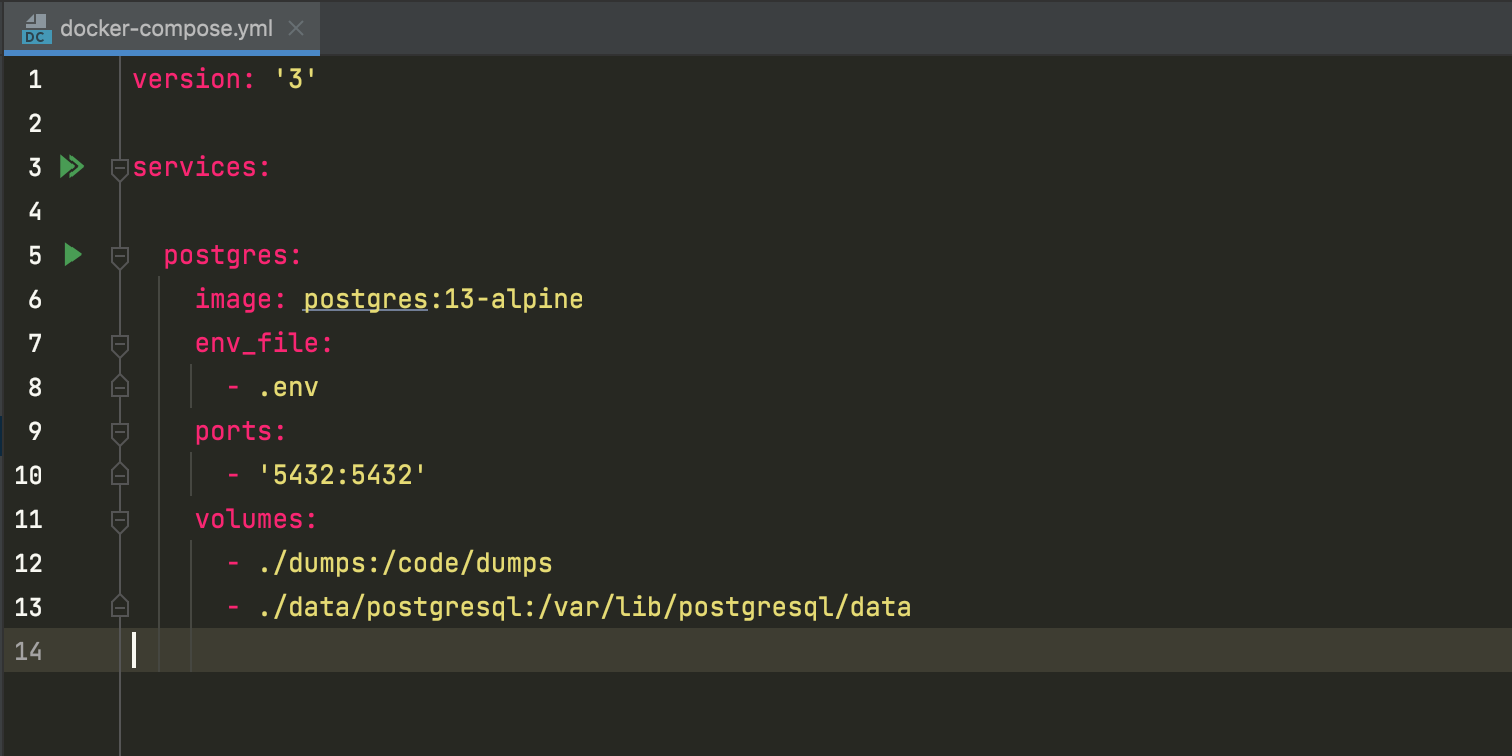 DC docker-compose.yml
1 version: '3'
2
3 services:
4
5 postgres:
6 image: postgres:13-alpine
7 env_file:
8 - .env
9 ports:
10 - '5432:5432'
11 volumes:
12 - ./dumps:/code/dumps
13 - ./data/postgresql:/var/lib/postgresql/data
14